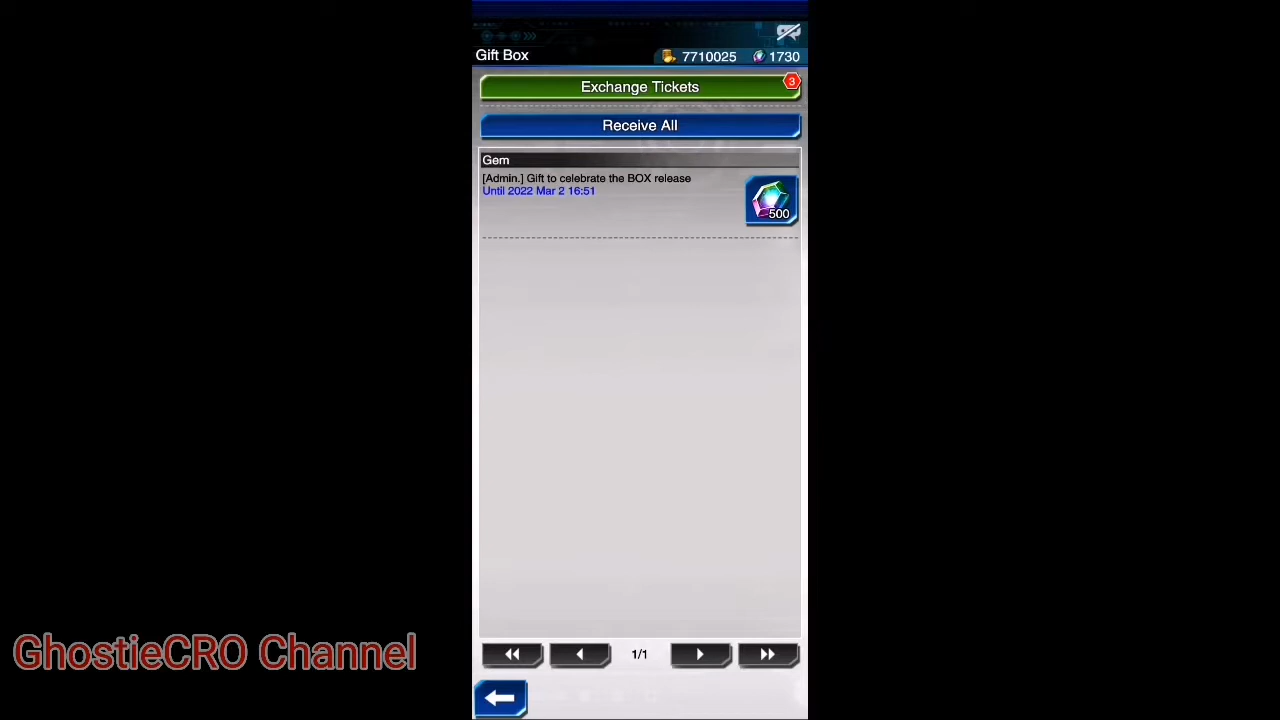 Gift Box
7710025
1730
Exchange Tickets
3
Receive All
Gem
[Admin.] Gift to celebrate the BOX release
Until 2022 Mar 2 16:51
500
1/1
GhostieCRO Channel